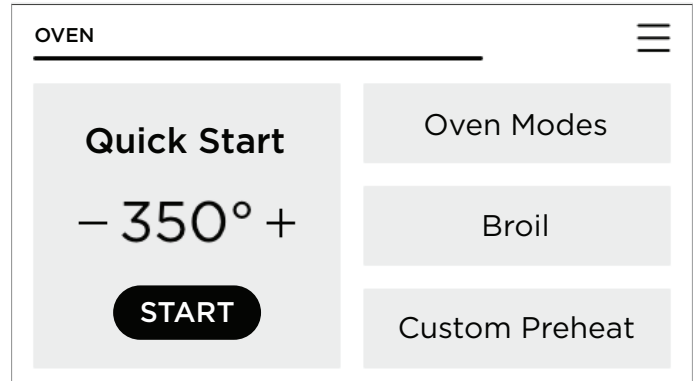 OVEN
Quick Start
− 350° +
START
Oven Modes
Broil
Custom Preheat